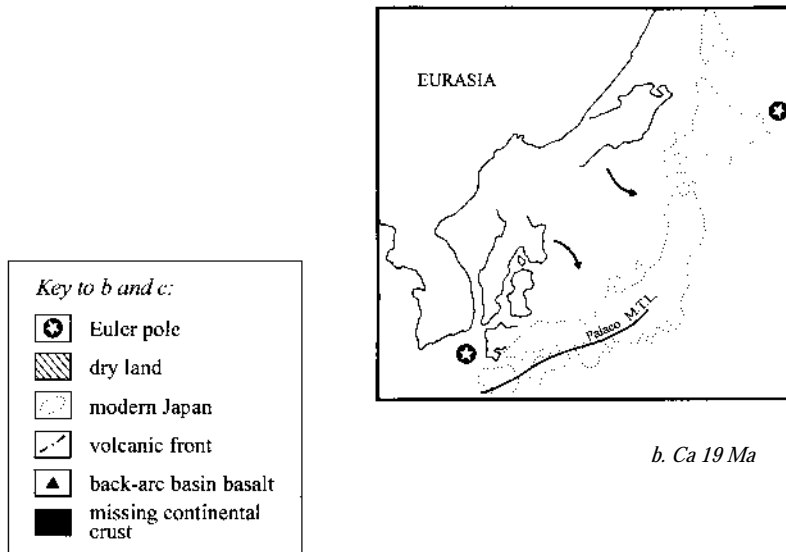 EURASIA
Palaeo M.T.L.
b. Ca 19 Ma
Key to b and c:
Euler pole
dry land
modern Japan
volcanic front
back-arc basin basalt
missing continental
crust